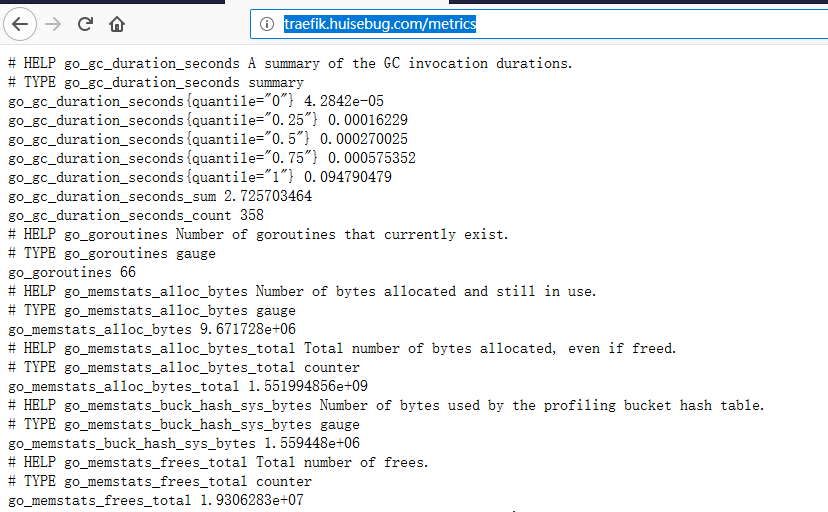 traefik.huisebug.com/metrics
# HELP go_gc_duration_seconds A summary of the GC invocation durations.
# TYPE go_gc_duration_seconds summary
go_gc_duration_seconds{quantile="0"} 4.2842e-05
go_gc_duration_seconds{quantile="0.25"} 0.00016229
go_gc_duration_seconds{quantile="0.5"} 0.000270025
go_gc_duration_seconds{quantile="0.75"} 0.000575352
go_gc_duration_seconds{quantile="1"} 0.094790479
go_gc_duration_seconds_sum 2.725703464
go_gc_duration_seconds_count 358
# HELP go_goroutines Number of goroutines that currently exist.
# TYPE go_goroutines gauge
go_goroutines 66
# HELP go_memstats_alloc_bytes Number of bytes allocated and still in use.
# TYPE go_memstats_alloc_bytes gauge
go_memstats_alloc_bytes 9.671728e+06
# HELP go_memstats_alloc_bytes_total Total number of bytes allocated, even if freed.
# TYPE go_memstats_alloc_bytes_total counter
go_memstats_alloc_bytes_total 1.551994856e+09
# HELP go_memstats_buck_hash_sys_bytes Number of bytes used by the profiling bucket hash table.
# TYPE go_memstats_buck_hash_sys_bytes gauge
go_memstats_buck_hash_sys_bytes 1.559448e+06
# HELP go_memstats_frees_total Total number of frees.
# TYPE go_memstats_frees_total counter
go_memstats_frees_total 1.9306283e+07